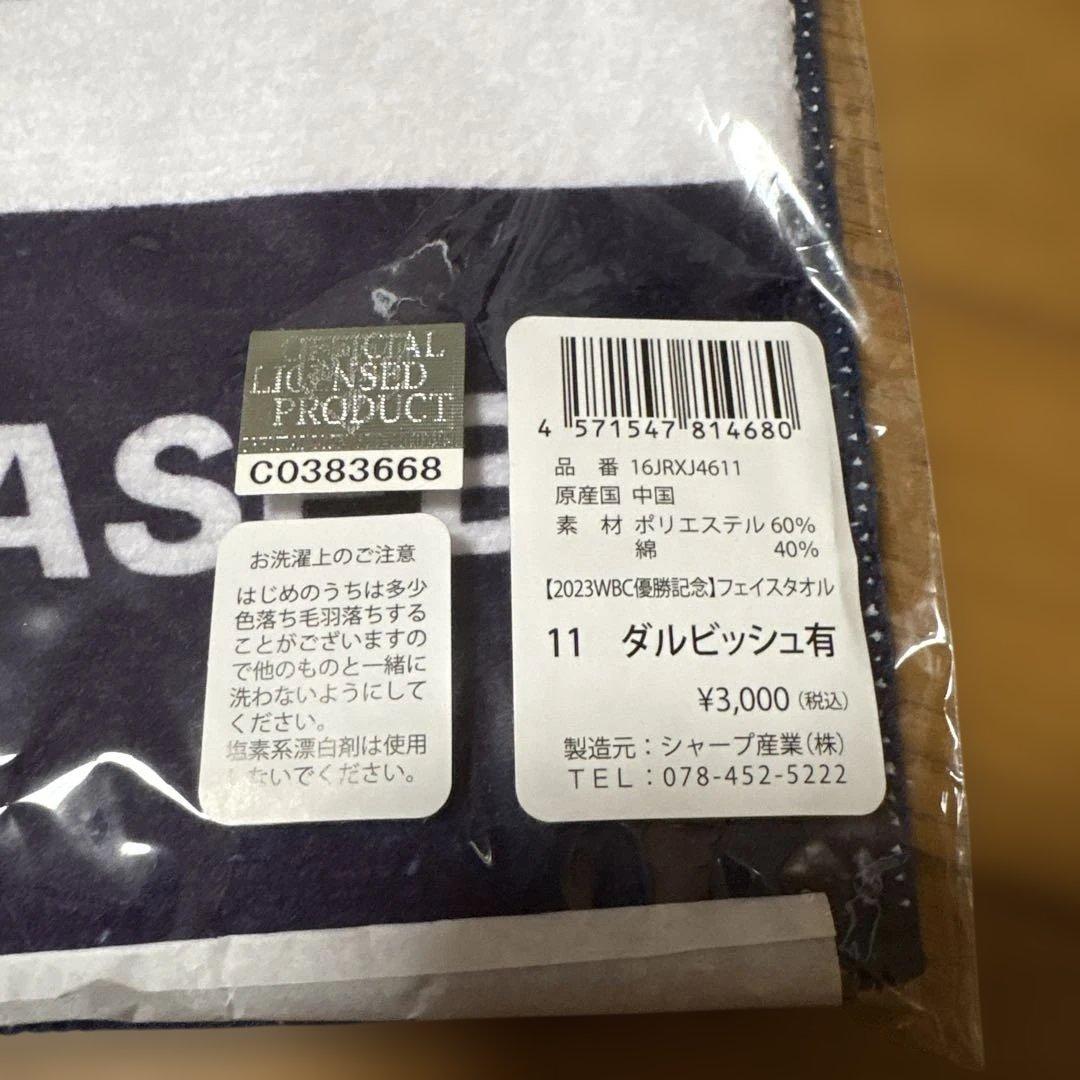 OFFICIAL
LICENSED
PRODUCT
C0383668
AS
お洗濯上のご注意
はじめのうちは多少
色落ち毛羽落ちする
ことがございますの
で他のものと一緒に
洗わないようにして
ください。
塩素系漂白剤は使用
しないでください。
4 571547 814680
品 番 16JRXJ4611
原産国 中国
素 材 ポリエステル 60%
綿 40%
【2023WBC優勝記念】フェイスタオル
11 ダルビッシュ有
¥3,000(税込)
製造元:シャープ産業(株)
TEL:078-452-5222